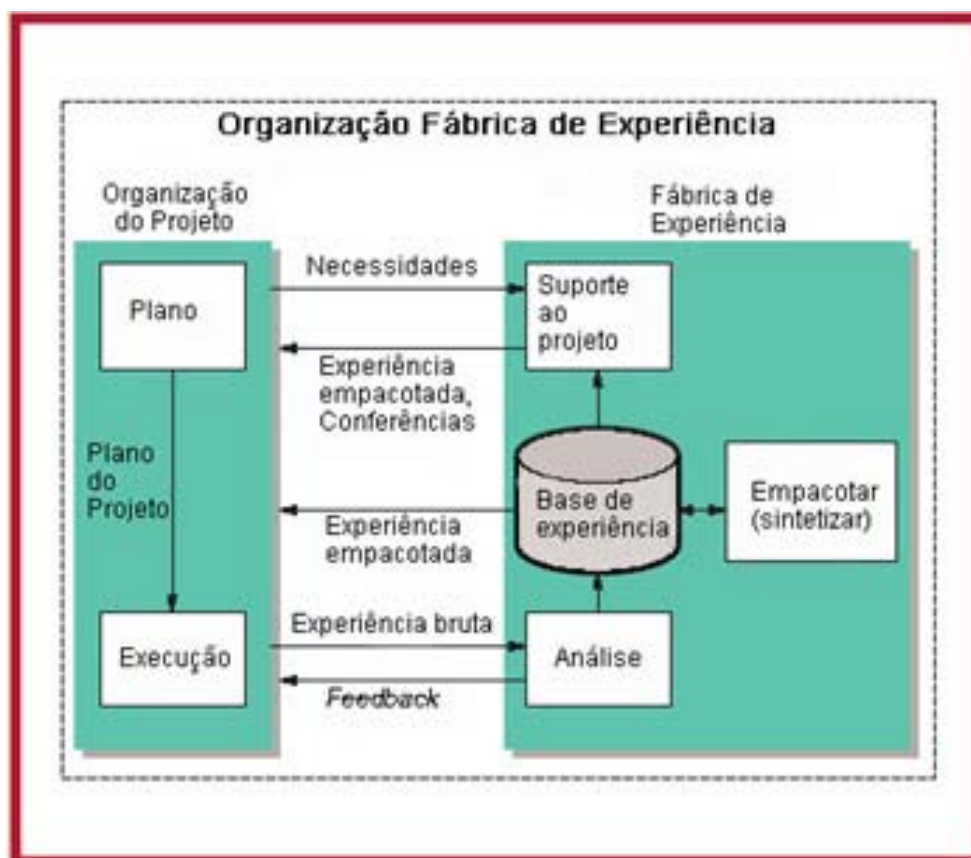 Organização Fábrica de Experiência
Organização
do Projeto
Fábrica de
Experiência
Plano
Necessidades
Suporte
ao
projeto
Experiência
empacotada,
Conferências
Plano
do
Projeto
Base de
experiência
Empacotar
(sintetizar)
Experiência
empacotada
Execução
Experiência bruta
Análise
Feedback